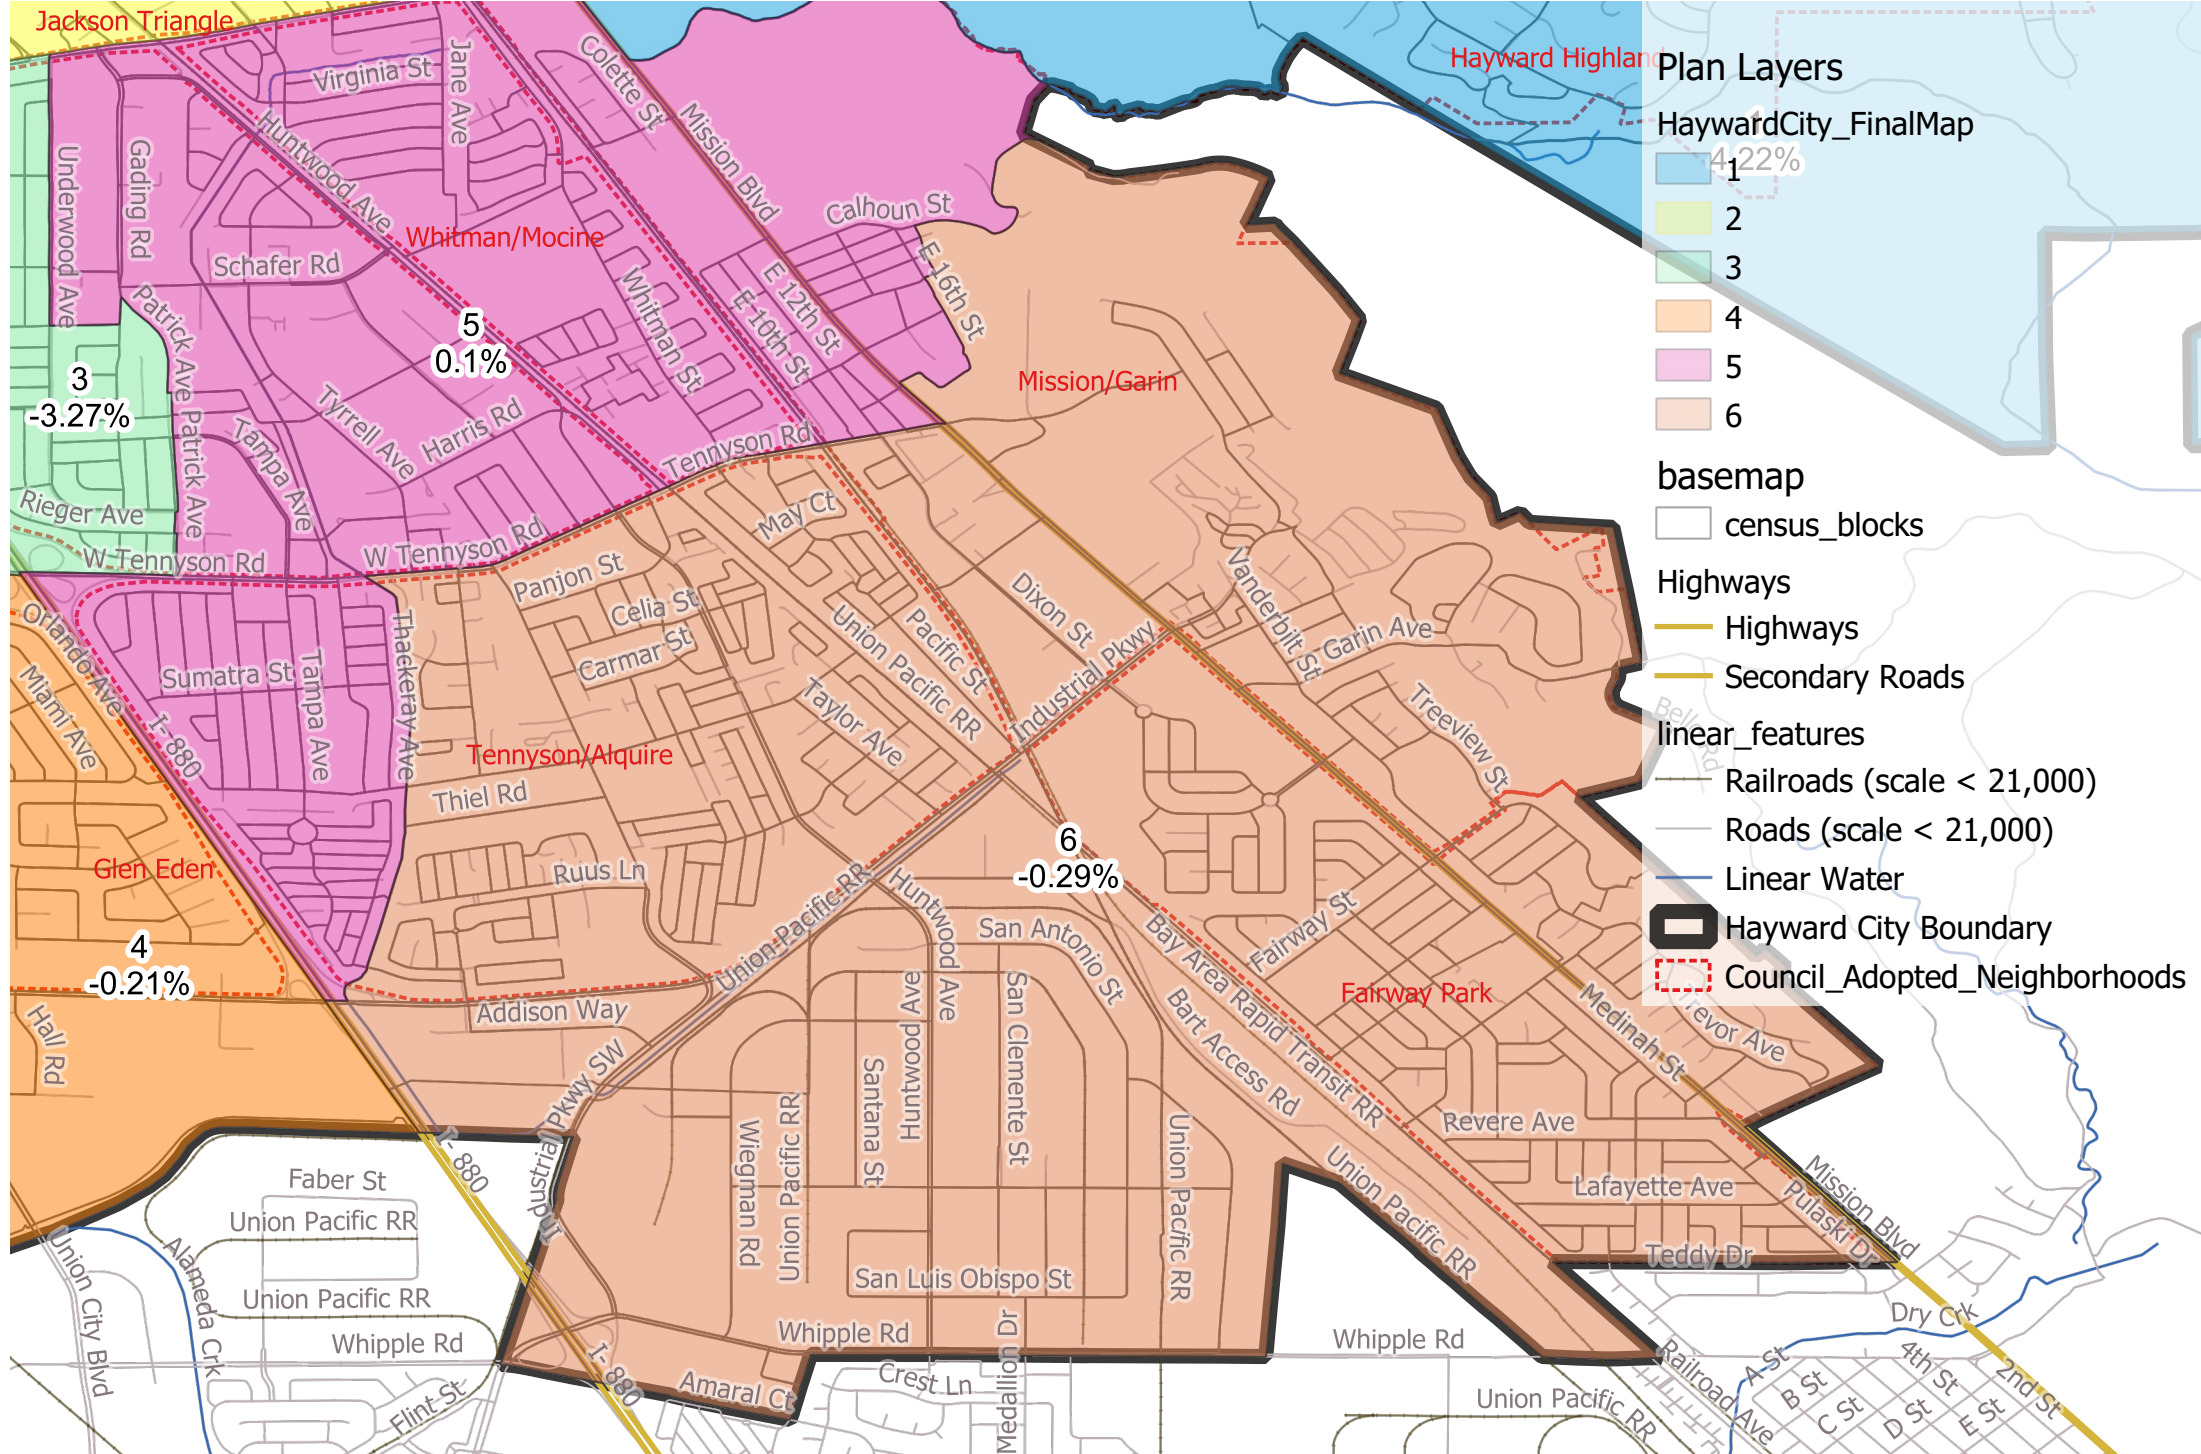 Jackson Triangle
Virginia St
Jane Ave
Colette St
Mission Blvd
Hayward Highland
Underwood Ave
Gading Rd
Huntwood Ave
Whitman/Mocine
Calhoun St
E 16th St
Schafer Rd
Patrick Ave
Whitman St
E 12th St
E 10th St
5
0.1%
3
-3.27%
Mission/Garin
Tyrrell Ave
Harris Rd
Tampa Ave
Patrick Ave
Tennyson Rd
Rieger Ave
W Tennyson Rd
W Tennyson Rd
May Ct
Panjon St
Celia St
Carmar St
Dixon St
Vanderbilt St
Garin Ave
Orlando Ave
Miami Ave
Sumatra St
Tampa Ave
Thackeray Ave
I- 880
Union Pacific RR
Pacific St
Industrial Pkwy
Taylor Ave
Treeview St
Tennyson/Alquire
Thiel Rd
Glen Eden
Ruus Ln
6
-0.29%
4
-0.21%
Union Pacific RR
Huntwood Ave
San Antonio St
Fairway St
Bay Area Rapid Transit RR
Fairway Park
Medinah St
Trevor Ave
Hall Rd
Addison Way
Huntwood Ave
San Clemente St
Bart Access Rd
Industrial Pkwy SW
Santana St
Wiegman Rd
Union Pacific RR
Union Pacific RR
Revere Ave
Lafayette Ave
Mission Blvd
Pulaski Dr
Teddy Dr
Union Pacific RR
I- 880
Faber St
Union Pacific RR
Union City Blvd
Alameda Crk
Union Pacific RR
Whipple Rd
San Luis Obispo St
Whipple Rd
Medallion Dr
Whipple Rd
Dry Crk
I- 880
Amaral Ct
Crest Ln
Flint St
Union Pacific RR
Railroad Ave
A St
B St
C St
D St
E St
4th St
2nd St
Plan Layers
HaywardCity_FinalMap
1
4.22%
1
2
3
4
5
6
basemap
census_blocks
Highways
Highways
Secondary Roads
linear_features
Railroads (scale < 21,000)
Roads (scale < 21,000)
Linear Water
Hayward City Boundary
Council_Adopted_Neighborhoods